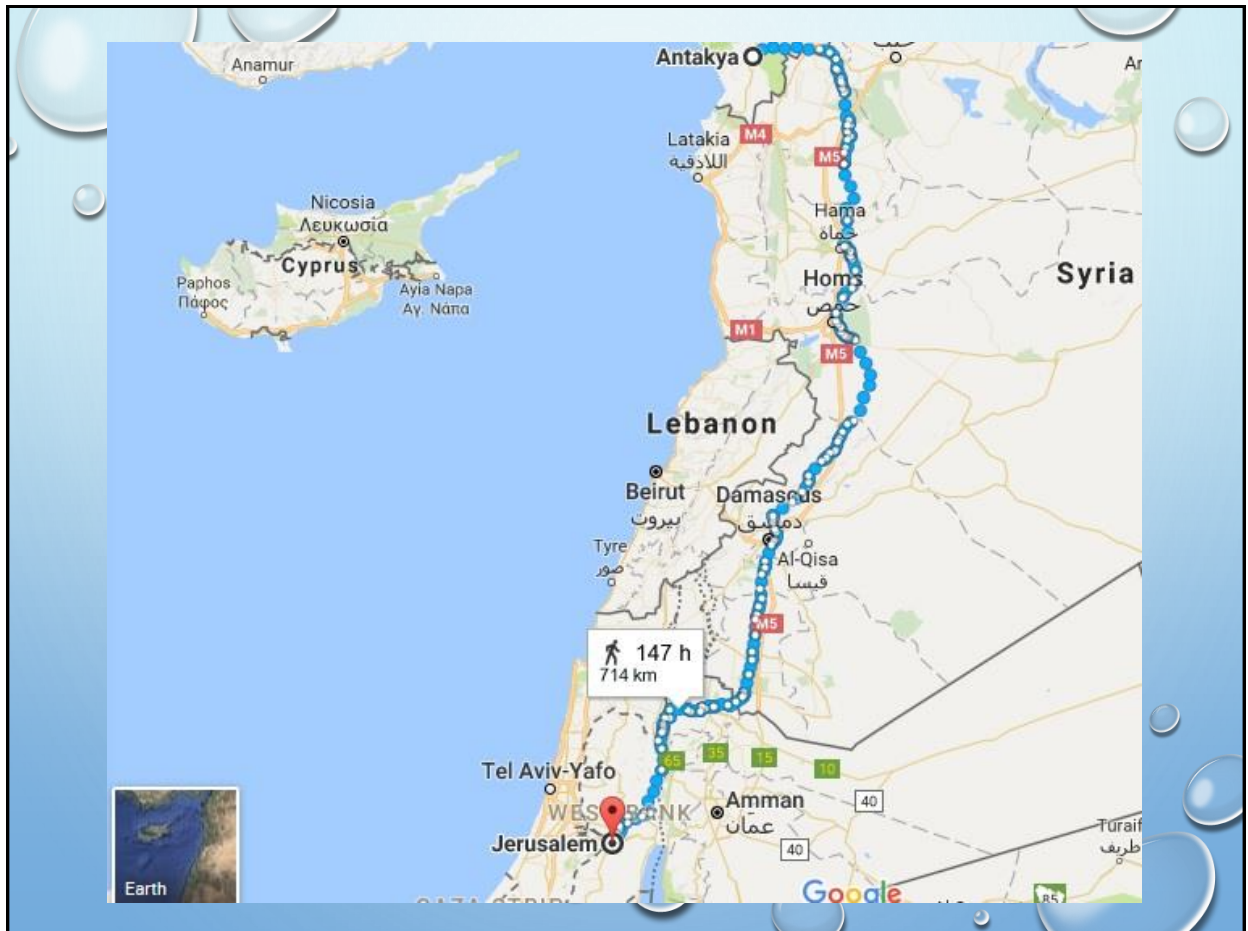 Anamur
Antakya
M4
Latakia
اللاذقية
M5
Nicosia
Λευκωσία
Cyprus
Paphos
Πάφος
Ayia Napa
Αγ. Νάπα
Hama
حماة
Homs
حمص
Syria
M1
M5
Lebanon
Beirut
بيروت
Damascus
دمشق
Tyre
صور
Al-Qisa
قيسا
M5
147 h
714 km
65
35
15
10
Tel Aviv-Yafo
WEST BANK
Amman
عمان
40
Jerusalem
40
Turaif
طريف
Earth
Google
85